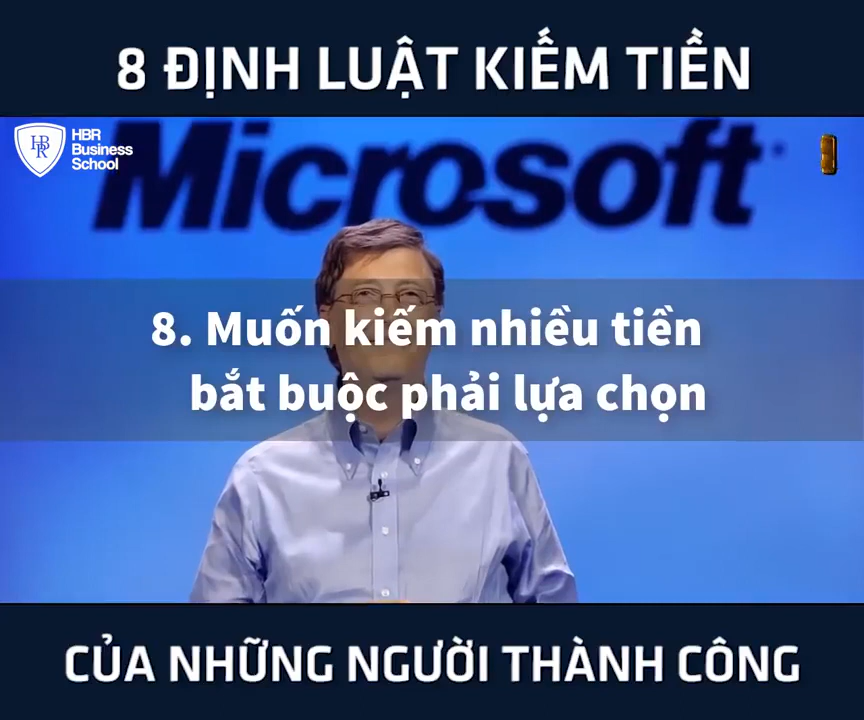 8 ĐỊNH LUẬT KIẾM TIỀN
HBR
HBR
Business
School
Microsoft
8. Muốn kiếm nhiều tiền
bắt buộc phải lựa chọn
CỦA NHỮNG NGƯỜI THÀNH CÔNG